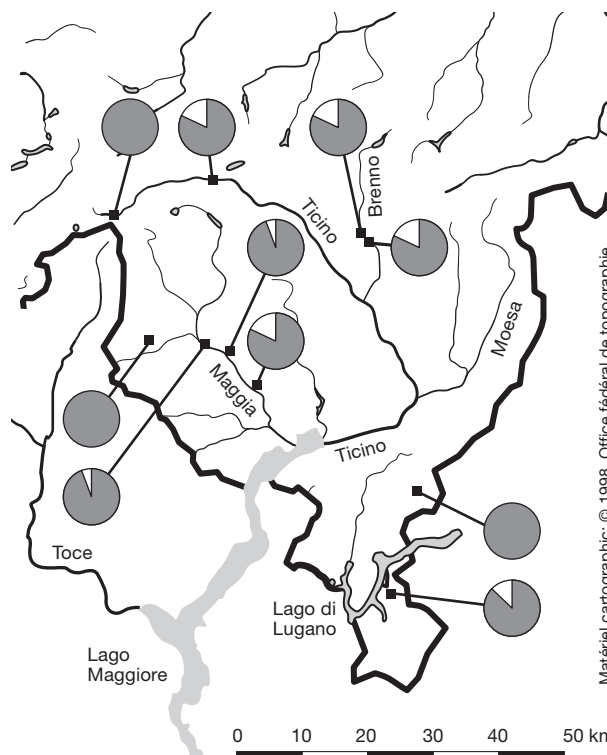 Ticino
Brenno
Moesa
Maggia
Ticino
Toce
Lago di
Lugano
Lago
Maggiore
0 10 20 30 40 50 km
Matériel cartographic: © 1998, Office fédéral de topographie